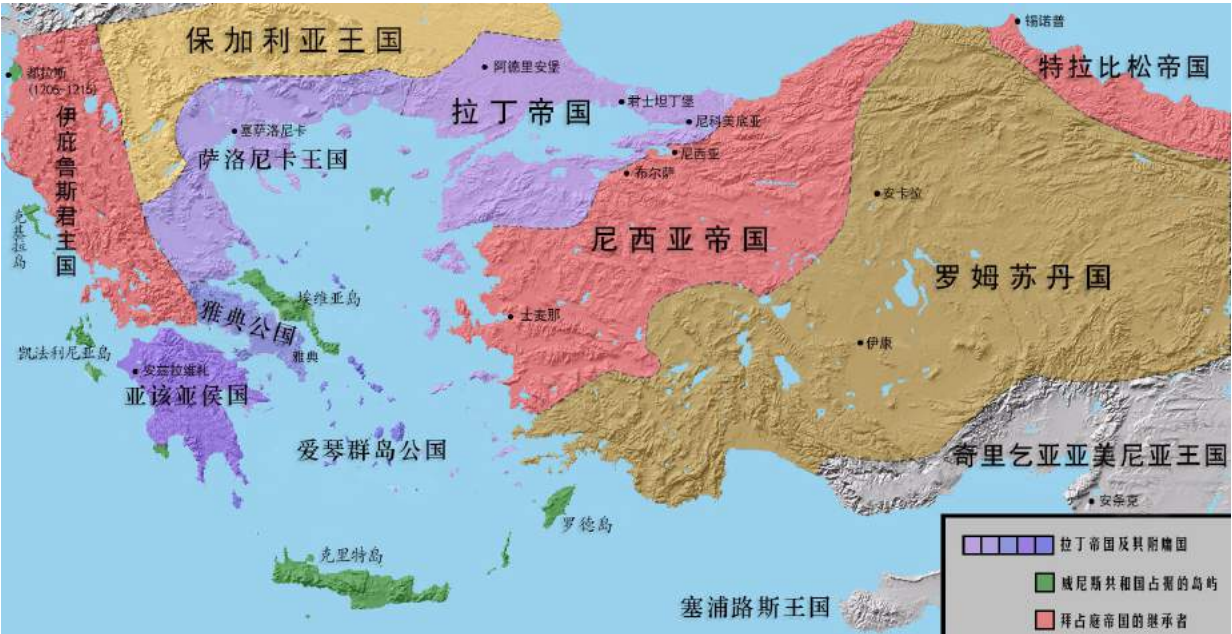 保加利亚王国
锡诺普
特拉比松帝国
都拉斯
(1205-1215)
阿德里安堡
拉丁帝国
君士坦丁堡
尼科美底亚
伊庇鲁斯君主国
塞萨洛尼卡
萨洛尼卡王国
尼西亚
布尔萨
安卡拉
克基拉岛
尼西亚帝国
罗姆苏丹国
埃维亚岛
雅典公国
士麦那
伊康
凯法利尼亚岛
雅典
安兹拉维札
亚该亚侯国
爱琴群岛公国
奇里乞亚亚美尼亚王国
安条克
罗德岛
克里特岛
塞浦路斯王国
拉丁帝国及其附庸国
威尼斯共和国占据的岛屿
拜占庭帝国的继承者